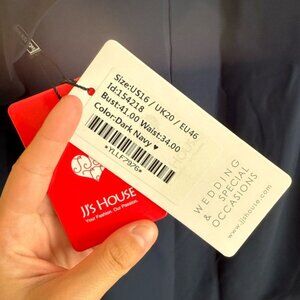 Size:US16 / UK20 / EU46
Id:154218
Bust:41.00 Waist:34.00
Color:Dark Navy ♥
*YLLF7976*
JJ's HOUSE
Your Fashion. Our Passion.
WEDDING
& SPECIAL
OCCASIONS
www.jjshouse.com